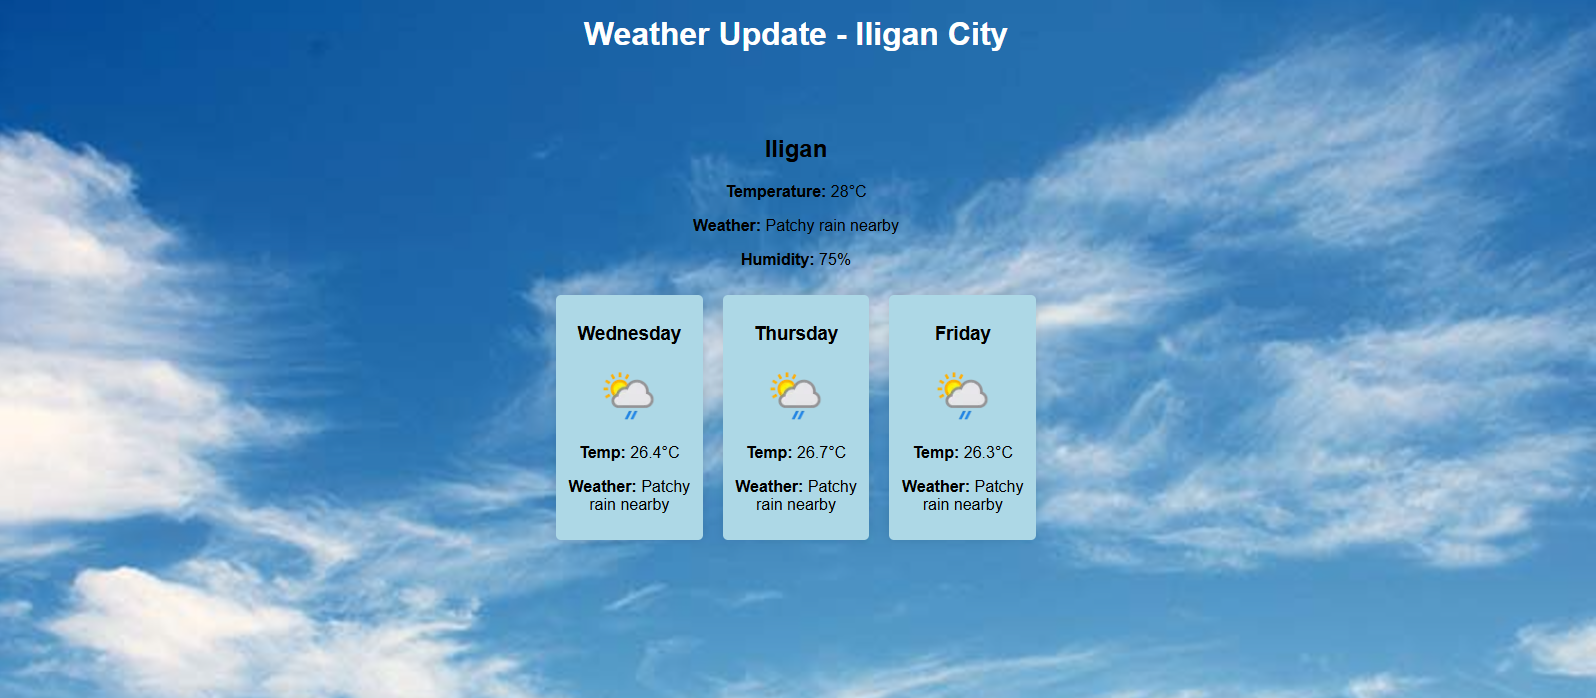 Weather Update - Iligan City
Iligan
Temperature: 28°C
Weather: Patchy rain nearby
Humidity: 75%
Wednesday
Temp: 26.4°C
Weather: Patchy
rain nearby
Thursday
Temp: 26.7°C
Weather: Patchy
rain nearby
Friday
Temp: 26.3°C
Weather: Patchy
rain nearby